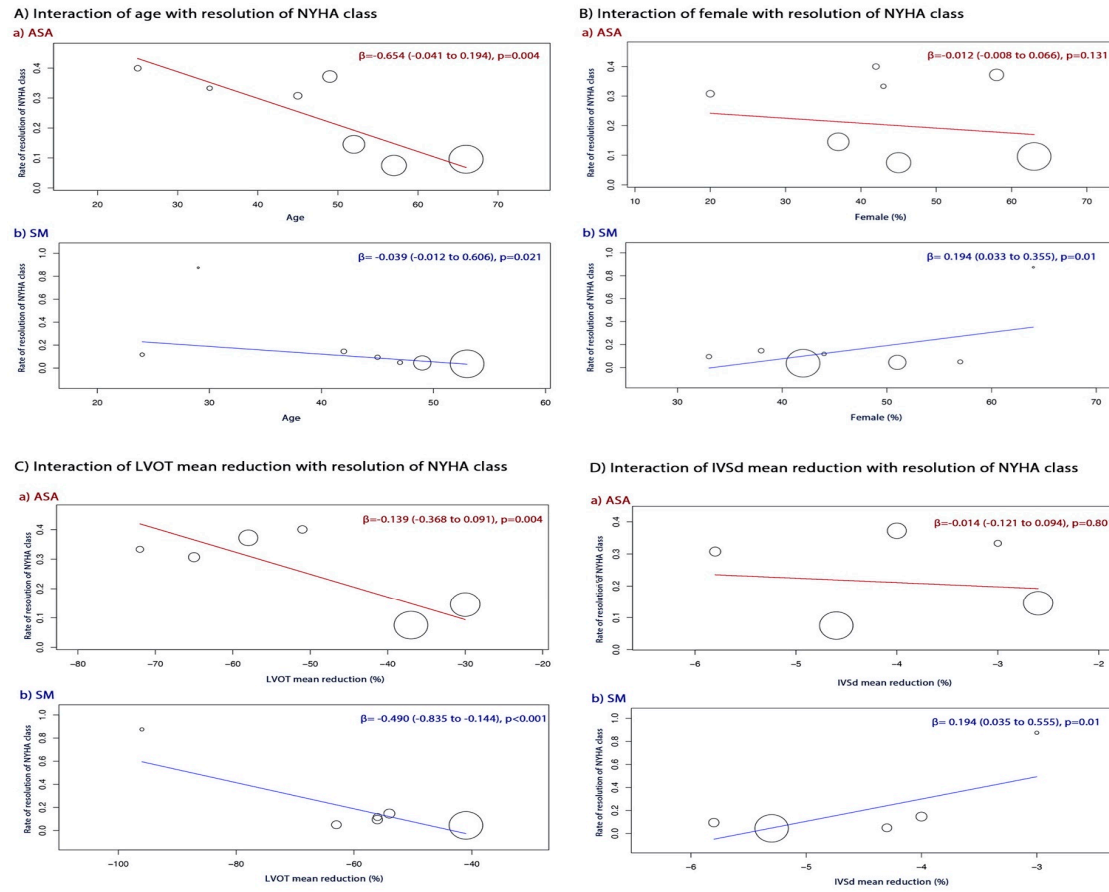 A) Interaction of age with resolution of NYHA class
a) ASA
β=-0.654 (-0.041 to 0.194), p=0.004
Rate of resolution of NYHA class
0.0 0.1 0.2 0.3 0.4
20 30 40 50 60 70
Age
b) SM
β= -0.039 (-0.012 to 0.606), p=0.021
Rate of resolution of NYHA class
0.0 0.2 0.4 0.6 0.8 1.0
20 30 40 50 60
Age
B) Interaction of female with resolution of NYHA class
a) ASA
β=-0.012 (-0.008 to 0.066), p=0.131
Rate of resolution of NYHA class
0.0 0.1 0.2 0.3 0.4
10 20 30 40 50 60 70
Female (%)
b) SM
β= 0.194 (0.033 to 0.355), p=0.01
Rate of resolution of NYHA class
0.0 0.2 0.4 0.6 0.8 1.0
30 40 50 60 70
Female (%)
C) Interaction of LVOT mean reduction with resolution of NYHA class
a) ASA
β=-0.139 (-0.368 to 0.091), p=0.004
Rate of resoution of NYHA class
0.0 0.1 0.2 0.3 0.4
−80 −70 −60 −50 −40 −30 −20
LVOT mean reduction (%)
b) SM
β= -0.490 (-0.835 to -0.144), p<0.001
Rate of resolution of NYHA class
0.0 0.2 0.4 0.6 0.8 1.0
−100 −80 −60 −40
LVOT mean reduction (%)
D) Interaction of IVSd mean reduction with resolution of NYHA class
a) ASA
β=-0.014 (-0.121 to 0.094), p=0.80
Rate of resolution of NYHA class
0.0 0.1 0.2 0.3 0.4
−6 −5 −4 −3 −2
IVSd mean reduction (%)
b) SM
β= 0.194 (0.035 to 0.555), p=0.01
Rate of resolution of NYHA class
0.0 0.2 0.4 0.6 0.8 1.0
−6 −5 −4 −3
IVSd mean reduction (%)